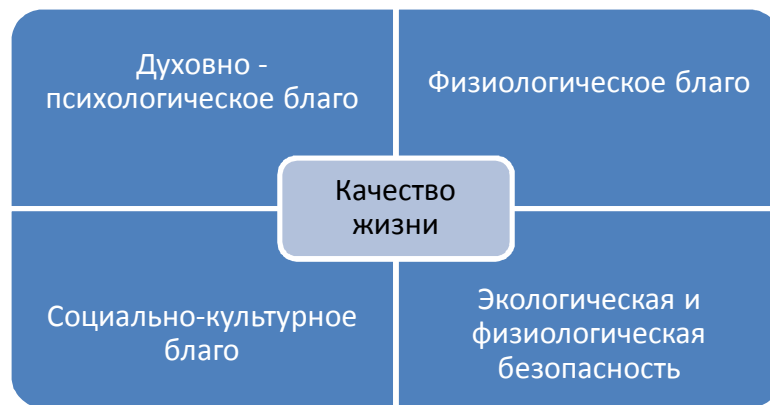 Духовно -
психологическое благо
Физиологическое благо
Качество
жизни
Социально-культурное
благо
Экологическая и
физиологическая
безопасность